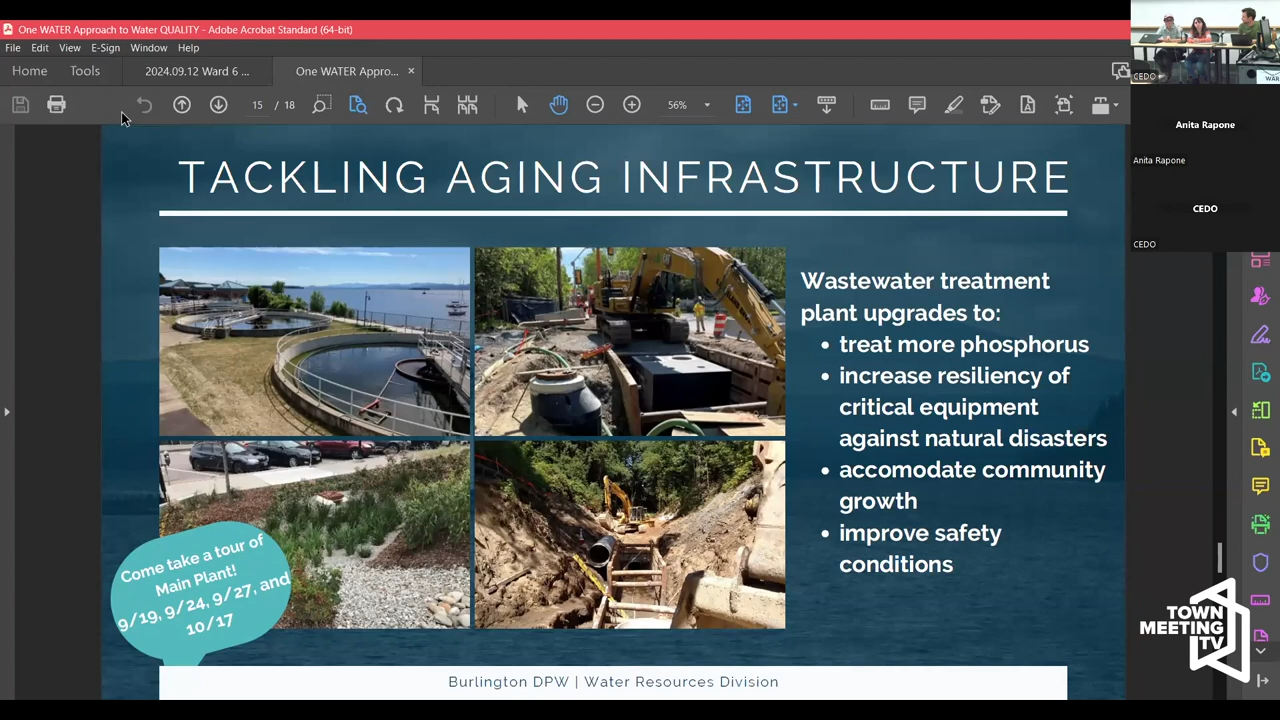 One WATER Approach to Water QUALITY - Adobe Acrobat Standard (64-bit)
File Edit View E-Sign Window Help
Home Tools 2024.09.12 Ward 6 ... One WATER Appro... ×
15 / 18 56%
TACKLING AGING INFRASTRUCTURE
Wastewater treatment
plant upgrades to:
• treat more phosphorus
• increase resiliency of
critical equipment
against natural disasters
• accomodate community
growth
• improve safety
conditions
Come take a tour of
Main Plant!
9/19, 9/24, 9/27, and
10/17
Burlington DPW | Water Resources Division
CEDO
WAR
Anita Rapone
Anita Rapone
CEDO
CEDO
TOWN
MEETING
TV